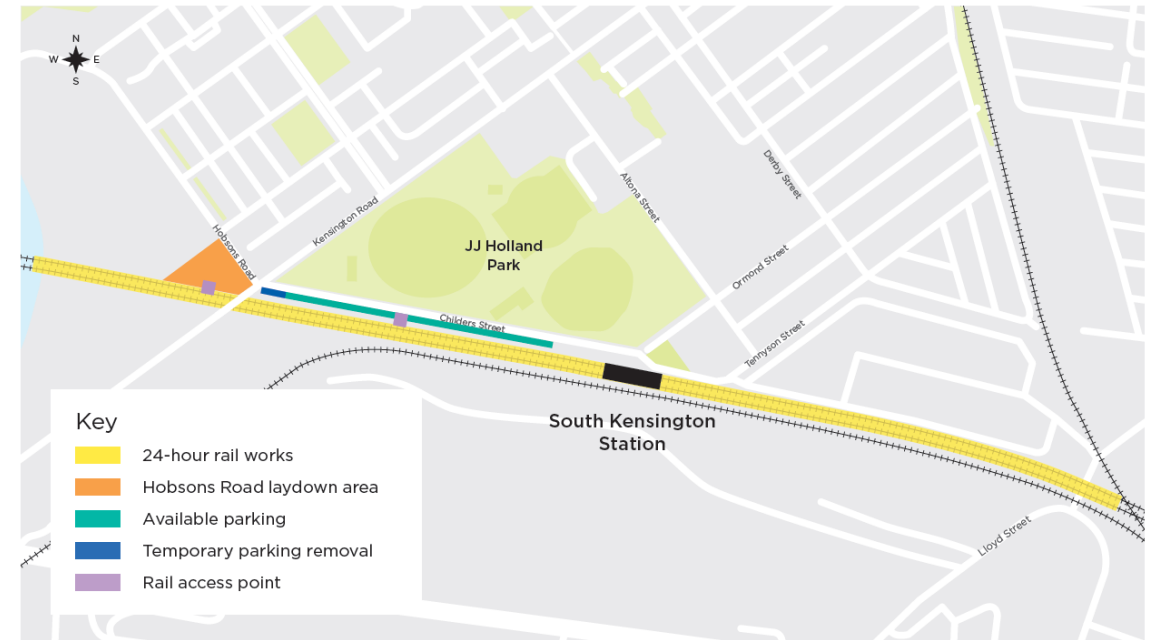 N
W E
S
Hobsons Road
Kensington Road
JJ Holland
Park
Altona Street
Derby Street
Ormond Street
Childers Street
Tennyson Street
South Kensington
Station
Lloyd Street
Key
24-hour rail works
Hobsons Road laydown area
Available parking
Temporary parking removal
Rail access point